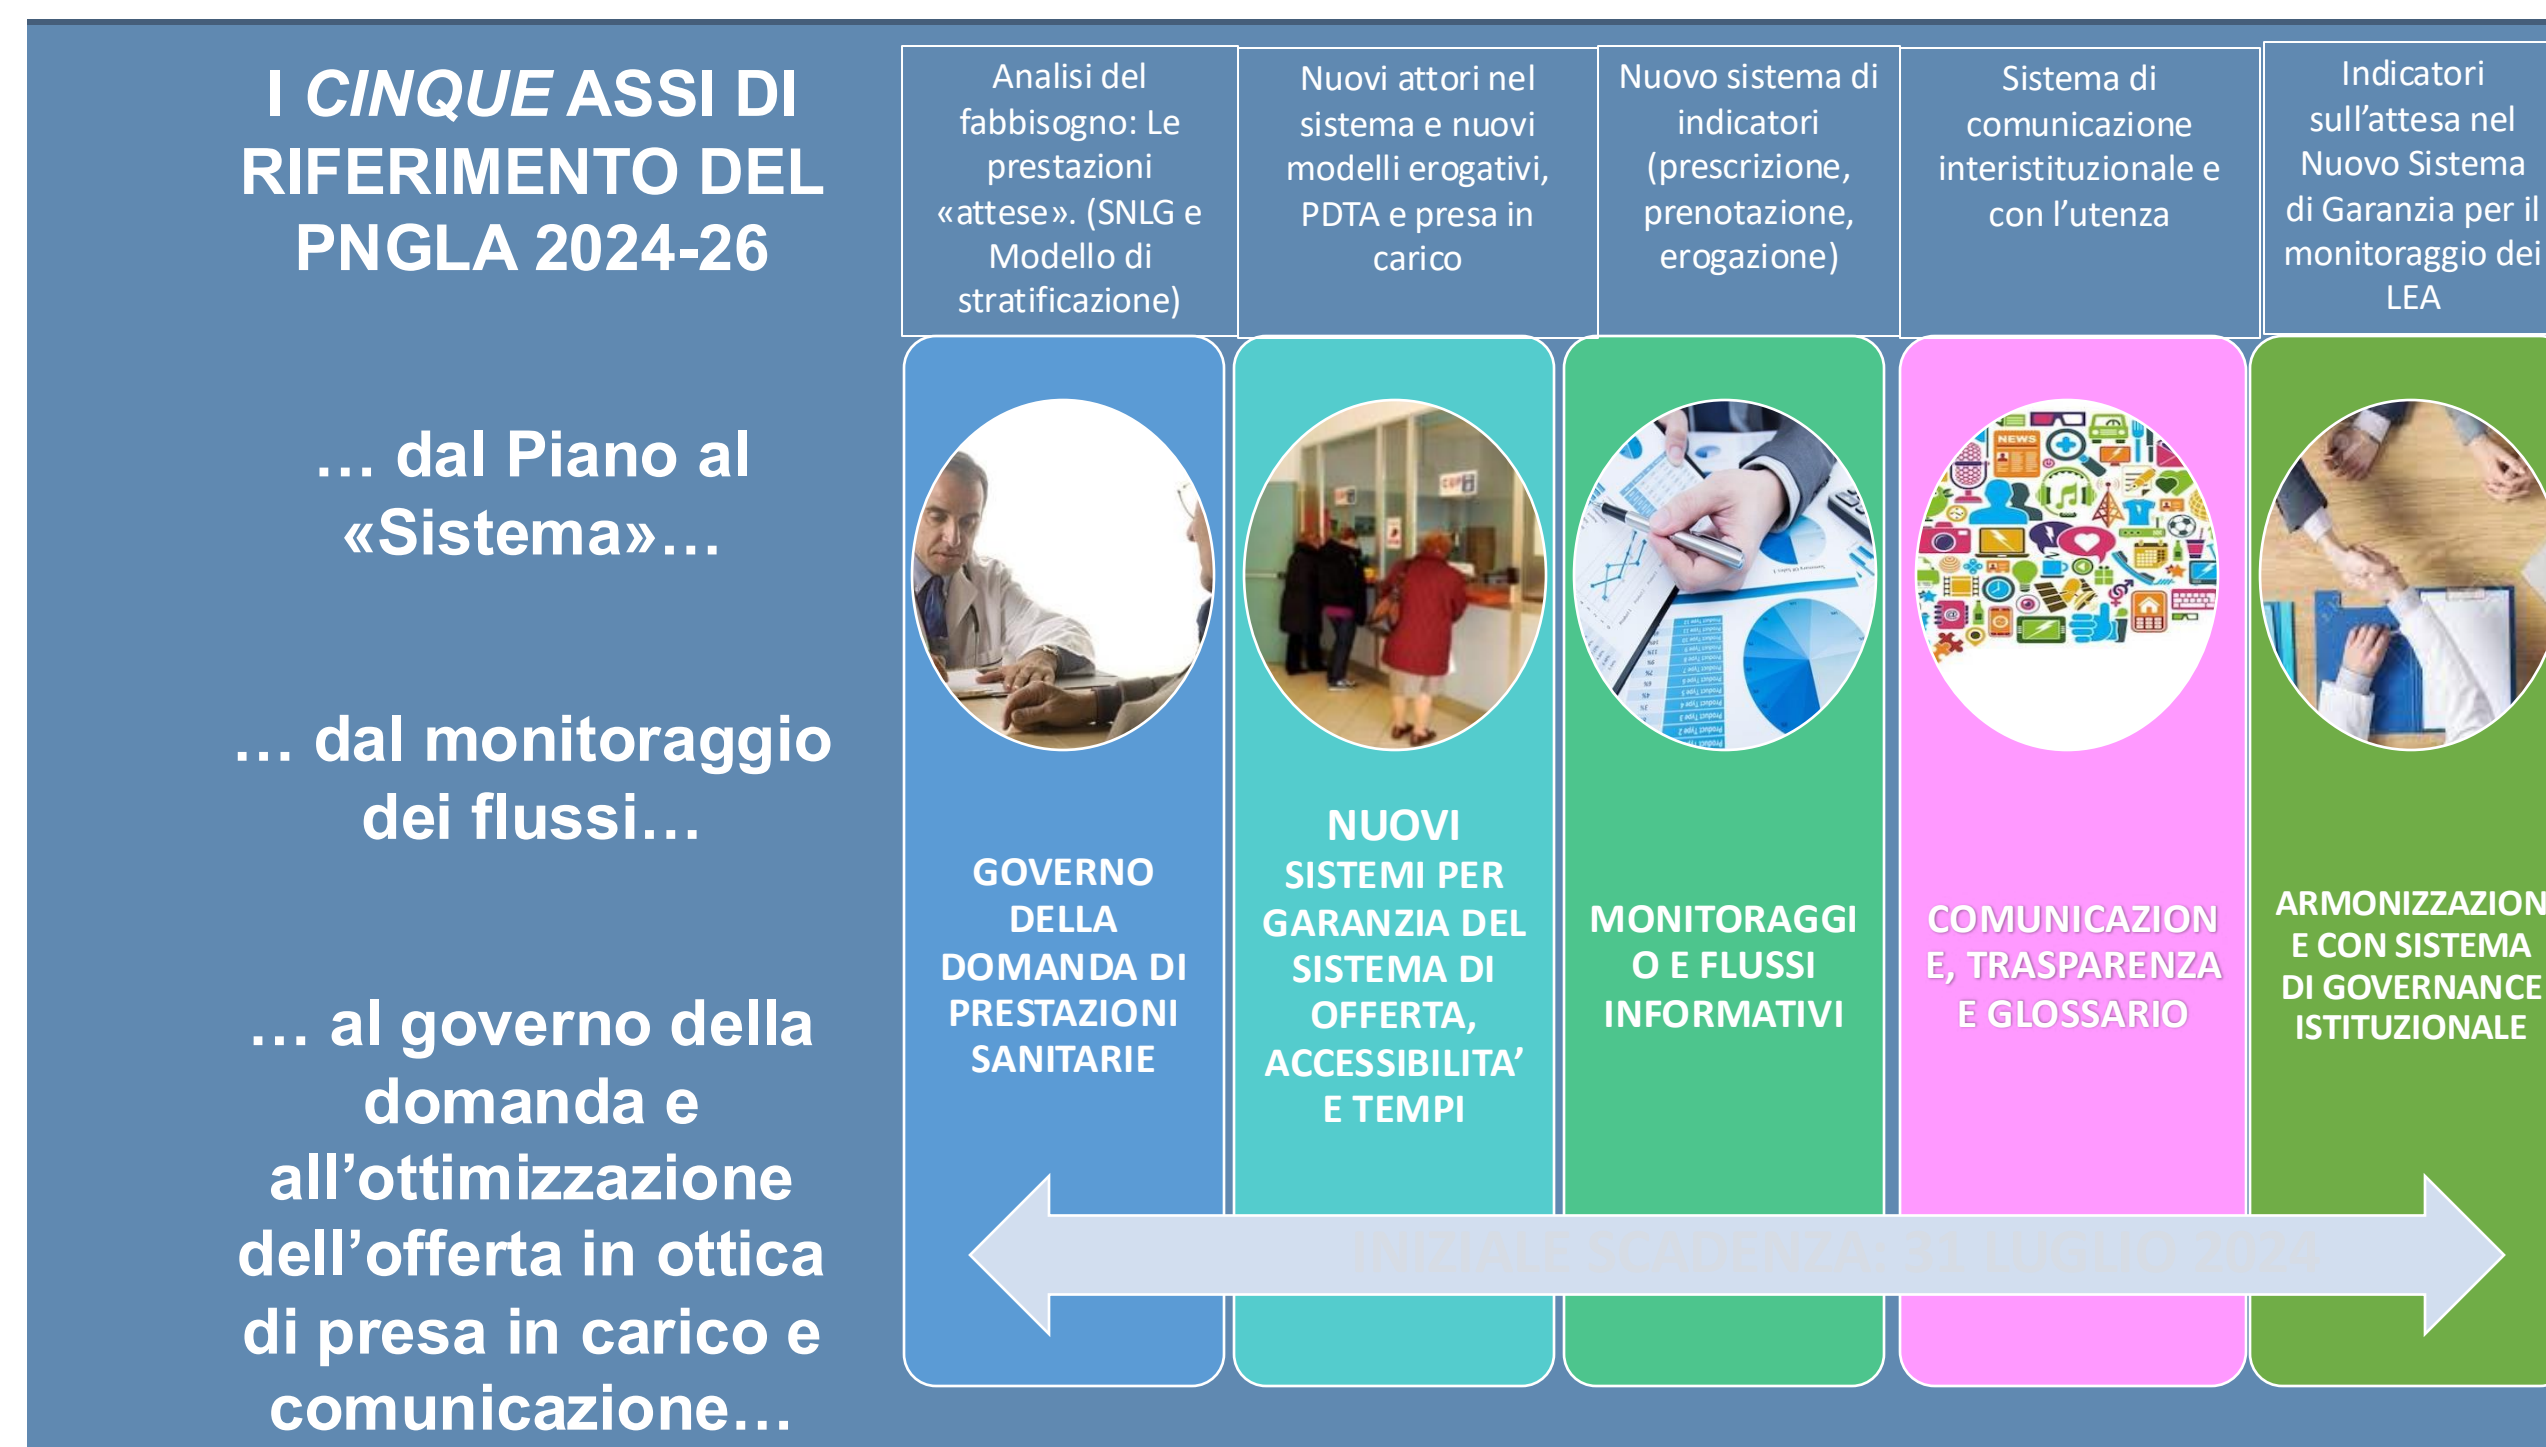 I CINQUE ASSI DI
RIFERIMENTO DEL
PNGLA 2024-26
… dal Piano al
«Sistema»…
… dal monitoraggio
dei flussi…
… al governo della
domanda e
all’ottimizzazione
dell’offerta in ottica
di presa in carico e
comunicazione…
Analisi del
fabbisogno: Le
prestazioni
«attese». (SNLG e
Modello di
stratificazione)
Nuovi attori nel
sistema e nuovi
modelli erogativi,
PDTA e presa in
carico
Nuovo sistema di
indicatori
(prescrizione,
prenotazione,
erogazione)
Sistema di
comunicazione
interistituzionale e
con l’utenza
Indicatori
sull’attesa nel
Nuovo Sistema
di Garanzia per il
monitoraggio dei
LEA
CUP
NEWS
GOVERNO
DELLA
DOMANDA DI
PRESTAZIONI
SANITARIE
NUOVI
SISTEMI PER
GARANZIA DEL
SISTEMA DI
OFFERTA,
ACCESSIBILITA’
E TEMPI
MONITORAGGI
O E FLUSSI
INFORMATIVI
COMUNICAZION
E, TRASPARENZA
E GLOSSARIO
ARMONIZZAZION
E CON SISTEMA
DI GOVERNANCE
ISTITUZIONALE
INIZIALE SCADENZA: 31 LUGLIO 2024